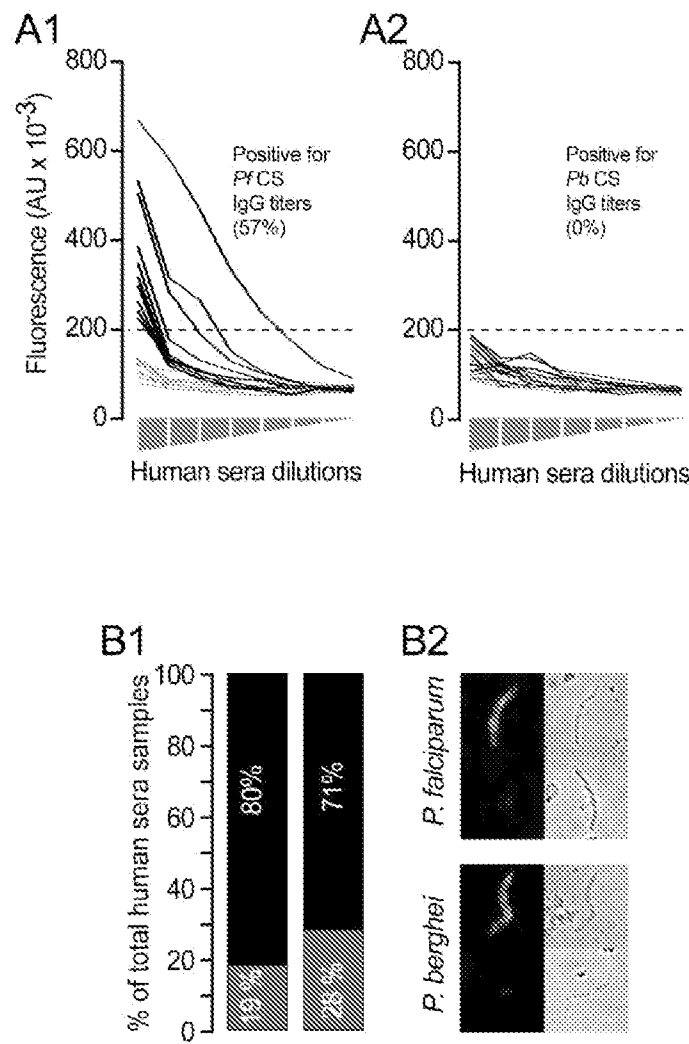 A1
A2
800
600
400
200
0
Fluorescence (AU x 10-3)
Positive for
Pf CS
IgG titers
(57%)
Human sera dilutions
800
600
400
200
0
Positive for
Pb CS
IgG titers
(0%)
Human sera dilutions
B1
B2
100
80
60
40
20
0
% of total human sera samples
80%
19%
71%
28%
P. falciparum
P. berghei